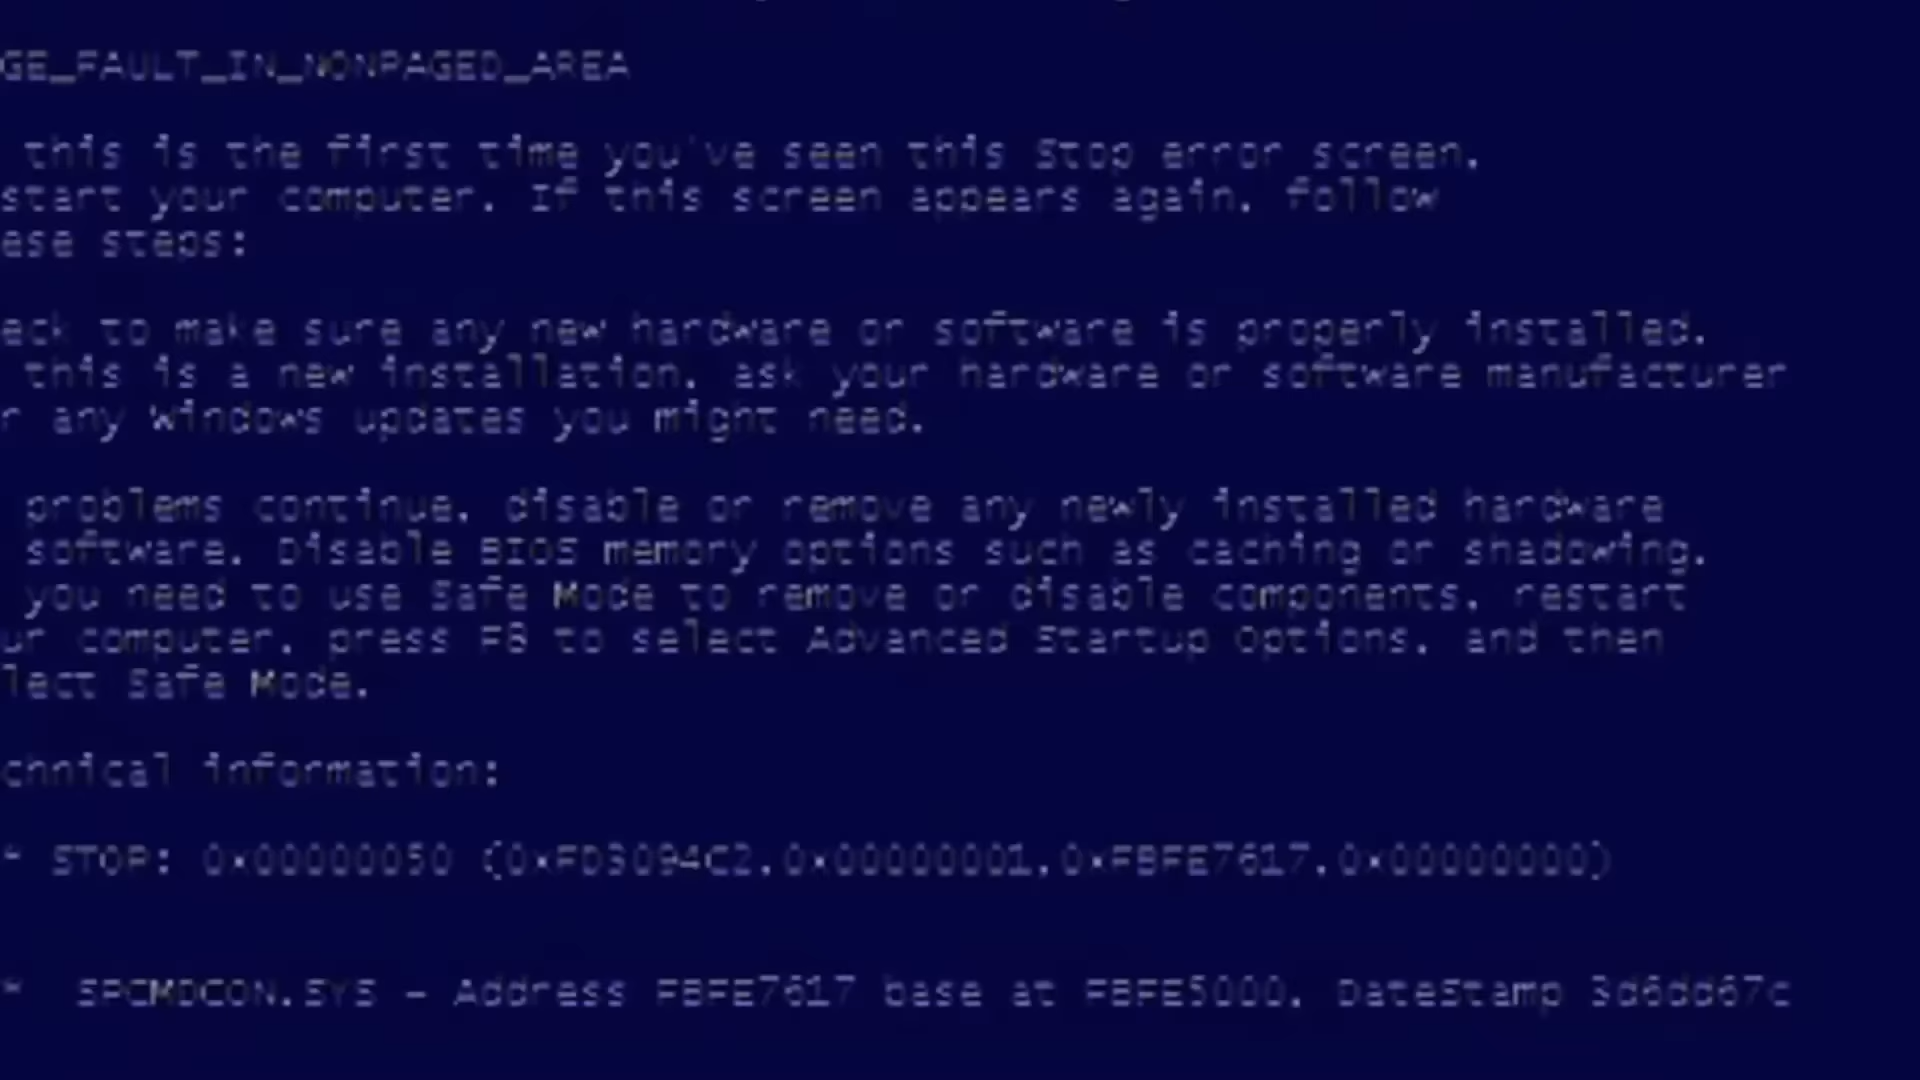 GE_FAULT_IN_NONPAGED_AREA
this is the first time you've seen this Stop error screen,
start your computer. If this screen appears again, follow
ese steps:
eck to make sure any new hardware or software is properly installed.
this is a new installation, ask your hardware or software manufacturer
r any Windows updates you might need.
problems continue, disable or remove any newly installed hardware
software. Disable BIOS memory options such as caching or shadowing.
you need to use Safe Mode to remove or disable components, restart
ur computer, press F8 to select Advanced Startup Options, and then
lect Safe Mode.
chnical information:
* STOP: 0x00000050 (0xFD3094C2,0x00000001,0xFBFE7617,0x00000000)
* SPCMDCON.SYS - Address FBFE7617 base at FBFE5000, DateStamp 3d6dd67c